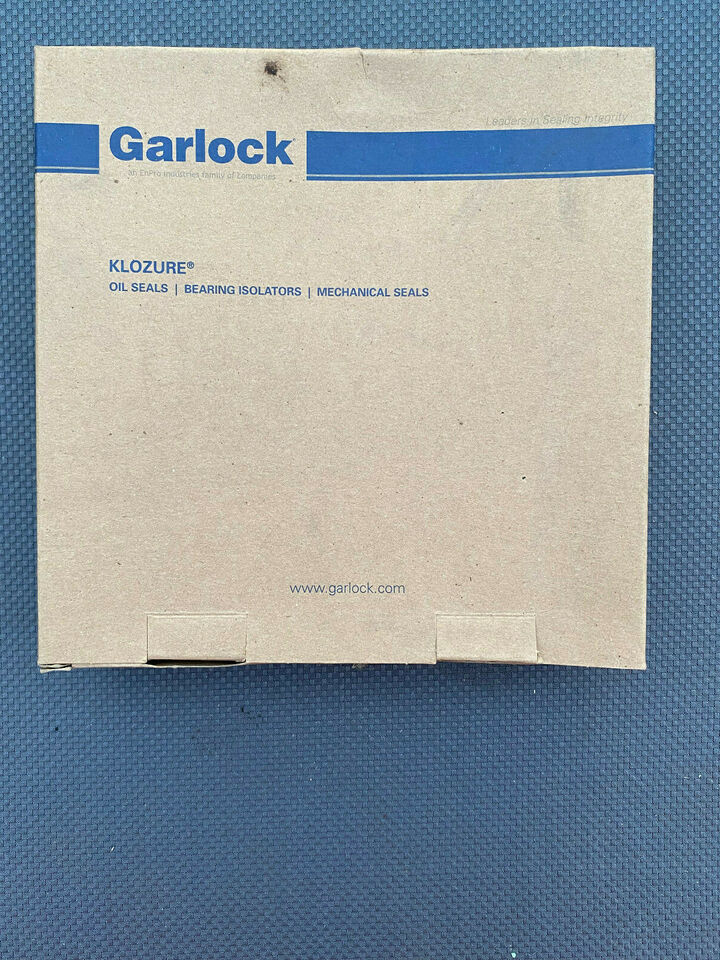 Leaders in Sealing Integrity
Garlock
an EnPro Industries family of companies
KLOZURE®
OIL SEALS | BEARING ISOLATORS | MECHANICAL SEALS
www.garlock.com